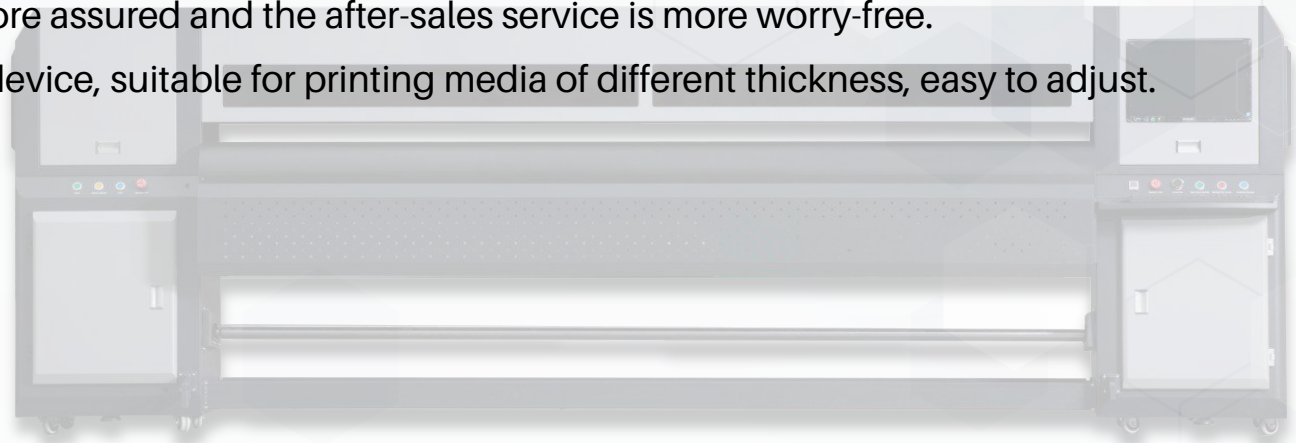 ore assured and the after-sales service is more worry-free.
device, suitable for printing media of different thickness, easy to adjust.